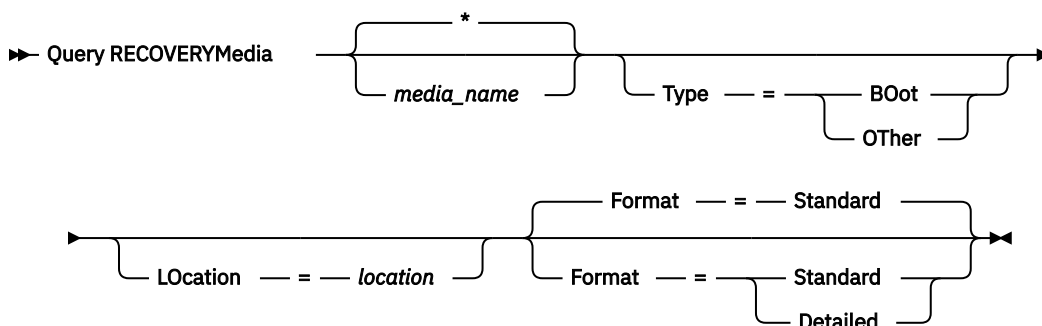 *
Query RECOVERYMedia
media_name
Type = BOot
OTher
Format = Standard
LOcation = location
Format = Standard
Detailed